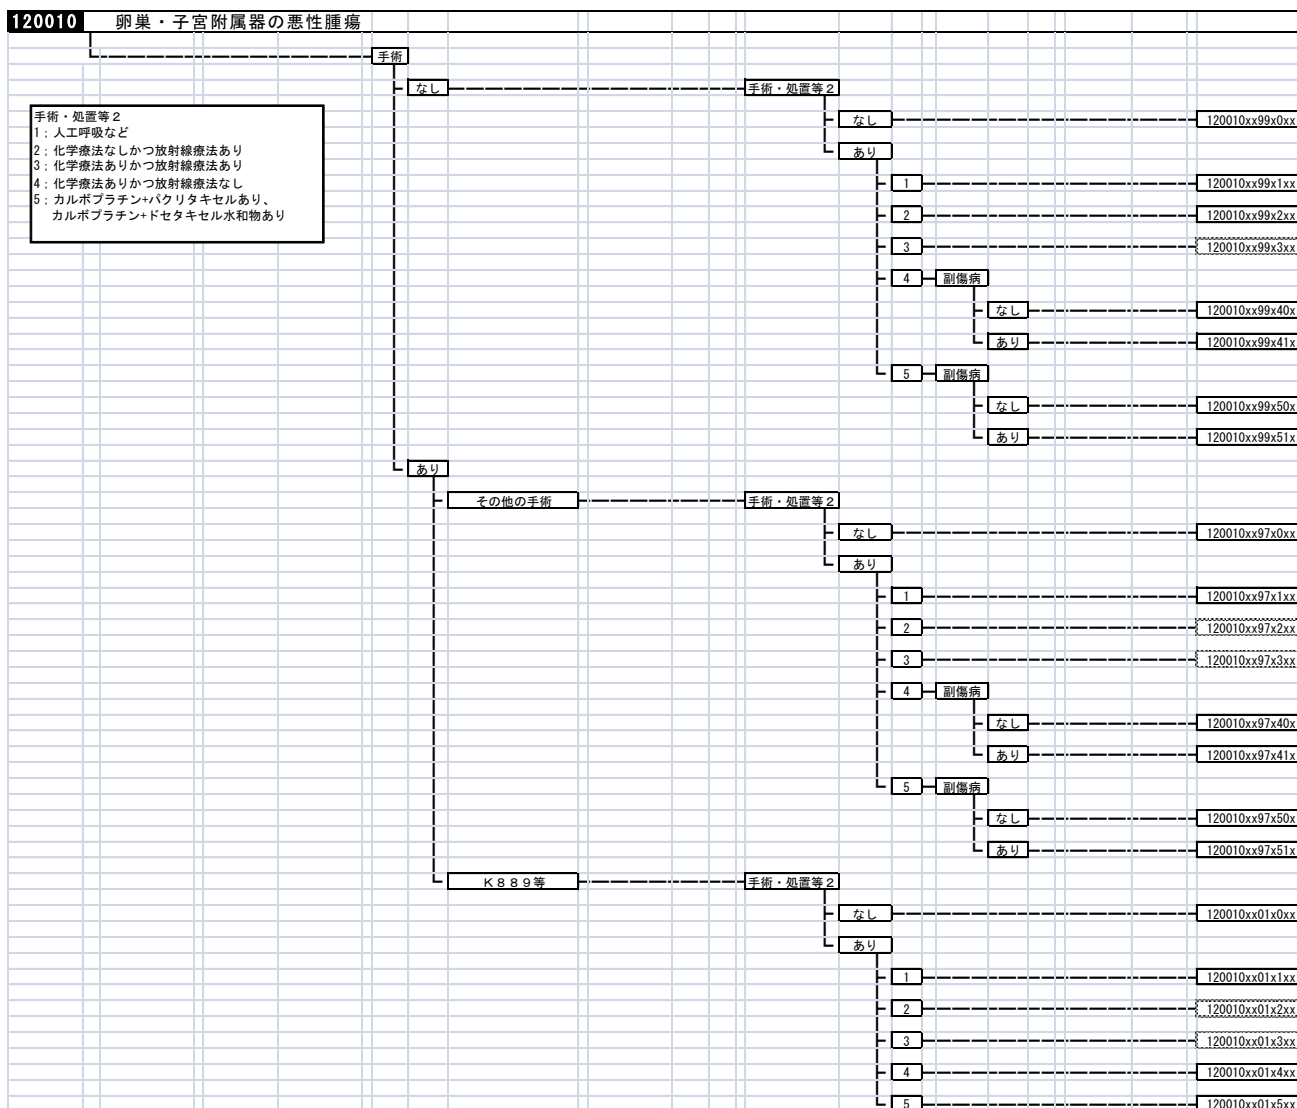 120010 卵巣・子宮附属器の悪性腫瘍
手術
なし 手術・処置等2
手術・処置等2
1;人工呼吸など
2;化学療法なしかつ放射線療法あり
3;化学療法ありかつ放射線療法あり
4;化学療法ありかつ放射線療法なし
5;カルボプラチン+パクリタキセルあり、
カルボプラチン+ドセタキセル水和物あり
なし 120010xx99x0xx
あり
1 120010xx99x1xx
2 120010xx99x2xx
3 120010xx99x3xx
4 副傷病
なし 120010xx99x40x
あり 120010xx99x41x
5 副傷病
なし 120010xx99x50x
あり 120010xx99x51x
あり
その他の手術 手術・処置等2
なし 120010xx97x0xx
あり
1 120010xx97x1xx
2 120010xx97x2xx
3 120010xx97x3xx
4 副傷病
なし 120010xx97x40x
あり 120010xx97x41x
5 副傷病
なし 120010xx97x50x
あり 120010xx97x51x
K889等 手術・処置等2
なし 120010xx01x0xx
あり
1 120010xx01x1xx
2 120010xx01x2xx
3 120010xx01x3xx
4 120010xx01x4xx
5 120010xx01x5xx